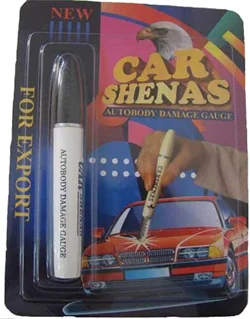 NEW
CAR
SHENAS
AUTOBODY DAMAGE GAUGE
FOR EXPORT
AUTOBODY DAMAGE GAUGE